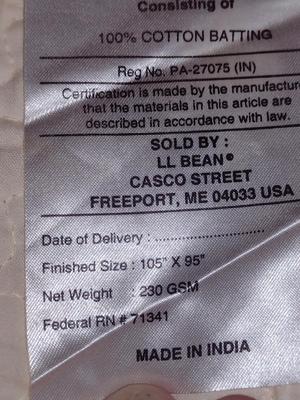 Consisting of
100% COTTON BATTING
Reg No. PA-27075 (IN)
Certification is made by the manufactur
that the materials in this article are
described in accordance with law.
SOLD BY :
LL BEAN®
CASCO STREET
FREEPORT, ME 04033 USA
Date of Delivery : ..............................
Finished Size : 105" X 95"
Net Weight : 230 GSM
Federal RN # 71341
MADE IN INDIA